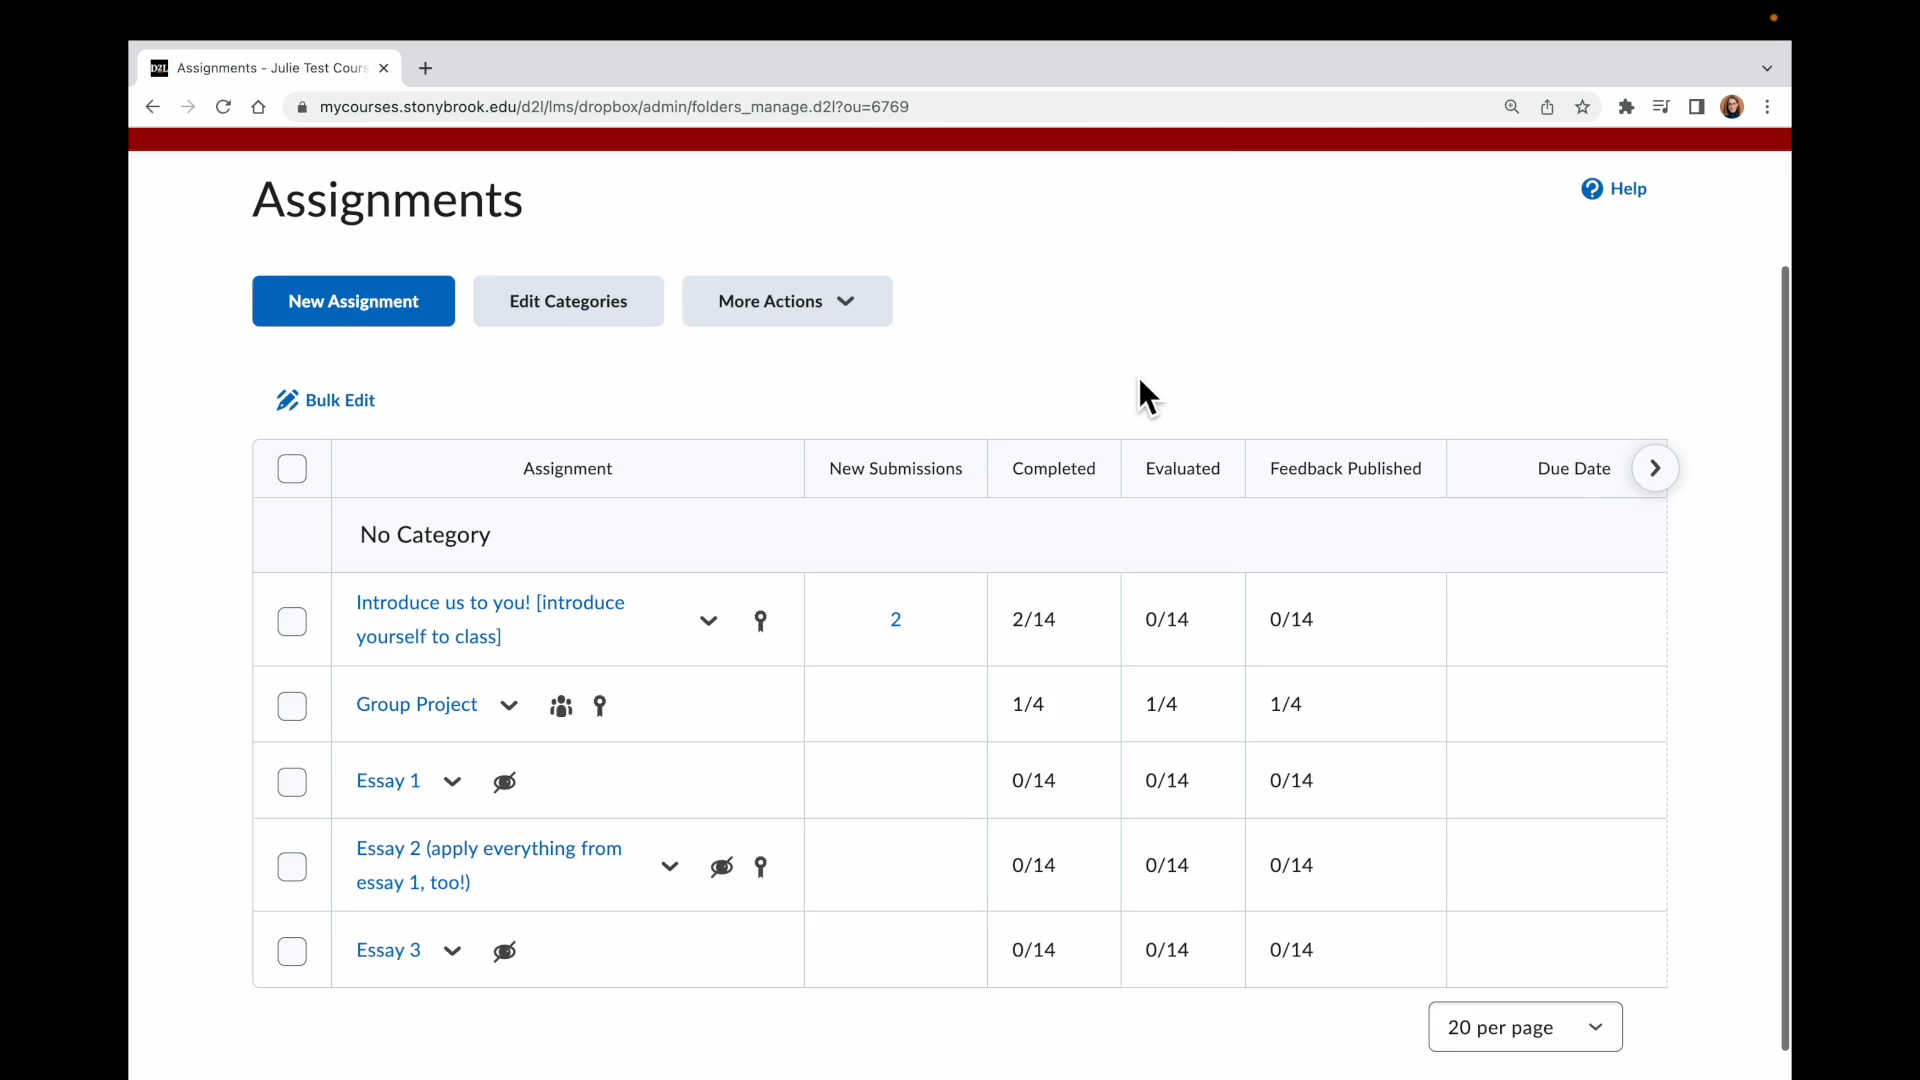 D2L Assignments - Julie Test Cours
mycourses.stonybrook.edu/d2l/lms/dropbox/admin/folders_manage.d2l?ou=6769
Assignments
Help
New Assignment Edit Categories More Actions
Bulk Edit
Assignment New Submissions Completed Evaluated Feedback Published Due Date
No Category
Introduce us to you! [introduce
yourself to class] 2 2/14 0/14 0/14
Group Project 1/4 1/4 1/4
Essay 1 0/14 0/14 0/14
Essay 2 (apply everything from
essay 1, too!) 0/14 0/14 0/14
Essay 3 0/14 0/14 0/14
20 per page